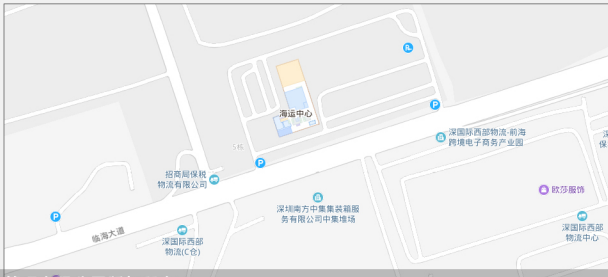 海运中心
深国际西部物流-前海
跨境电子商务产业园
5栋
招商局保税
物流有限公司
欧莎服饰
深圳南方中集集装箱服
务有限公司中集堆场
深国际西部
物流中心
临海大道
深国际西部
物流(C仓)
P
P
P